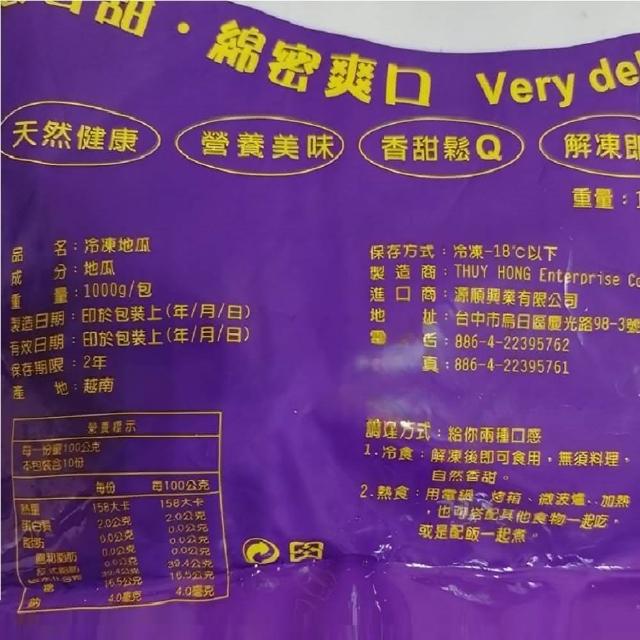 香甜‧綿密爽口 Very del
天然健康 營養美味 香甜鬆Q 解凍即
重量：1
品 名：冷凍地瓜
成 分：地瓜
重 量：1000g/包
製造日期：印於包裝上(年/月/日)
有效日期：印於包裝上(年/月/日)
保存期限：2年
產 地：越南
保存方式：冷凍-18℃以下
製造商：THUY HONG Enterprise Co
進口商：源順興業有限公司
地 址：台中市烏日區慶光路98-3號
電 話：886-4-22395762
真：886-4-22395761
營養標示
每一份量100公克
本包裝含10份
每份 每100公克
熱量 158大卡 158大卡
蛋白質 2.0公克 2.0公克
脂肪 0.0公克 0.0公克
飽和脂肪 0.0公克 0.0公克
反式脂肪 0.0公克 0.0公克
39.4公克 39.4公克
糖 16.5公克 16.5公克
鈉 4.0毫克 4.0毫克
調理方式：給你兩種口感
1.冷食：解凍後即可食用，無須料理，
自然香甜。
2.熱食：用電鍋、烤箱、微波爐、加熱
，也可搭配其他食物一起吃，
或是配飯一起煮。